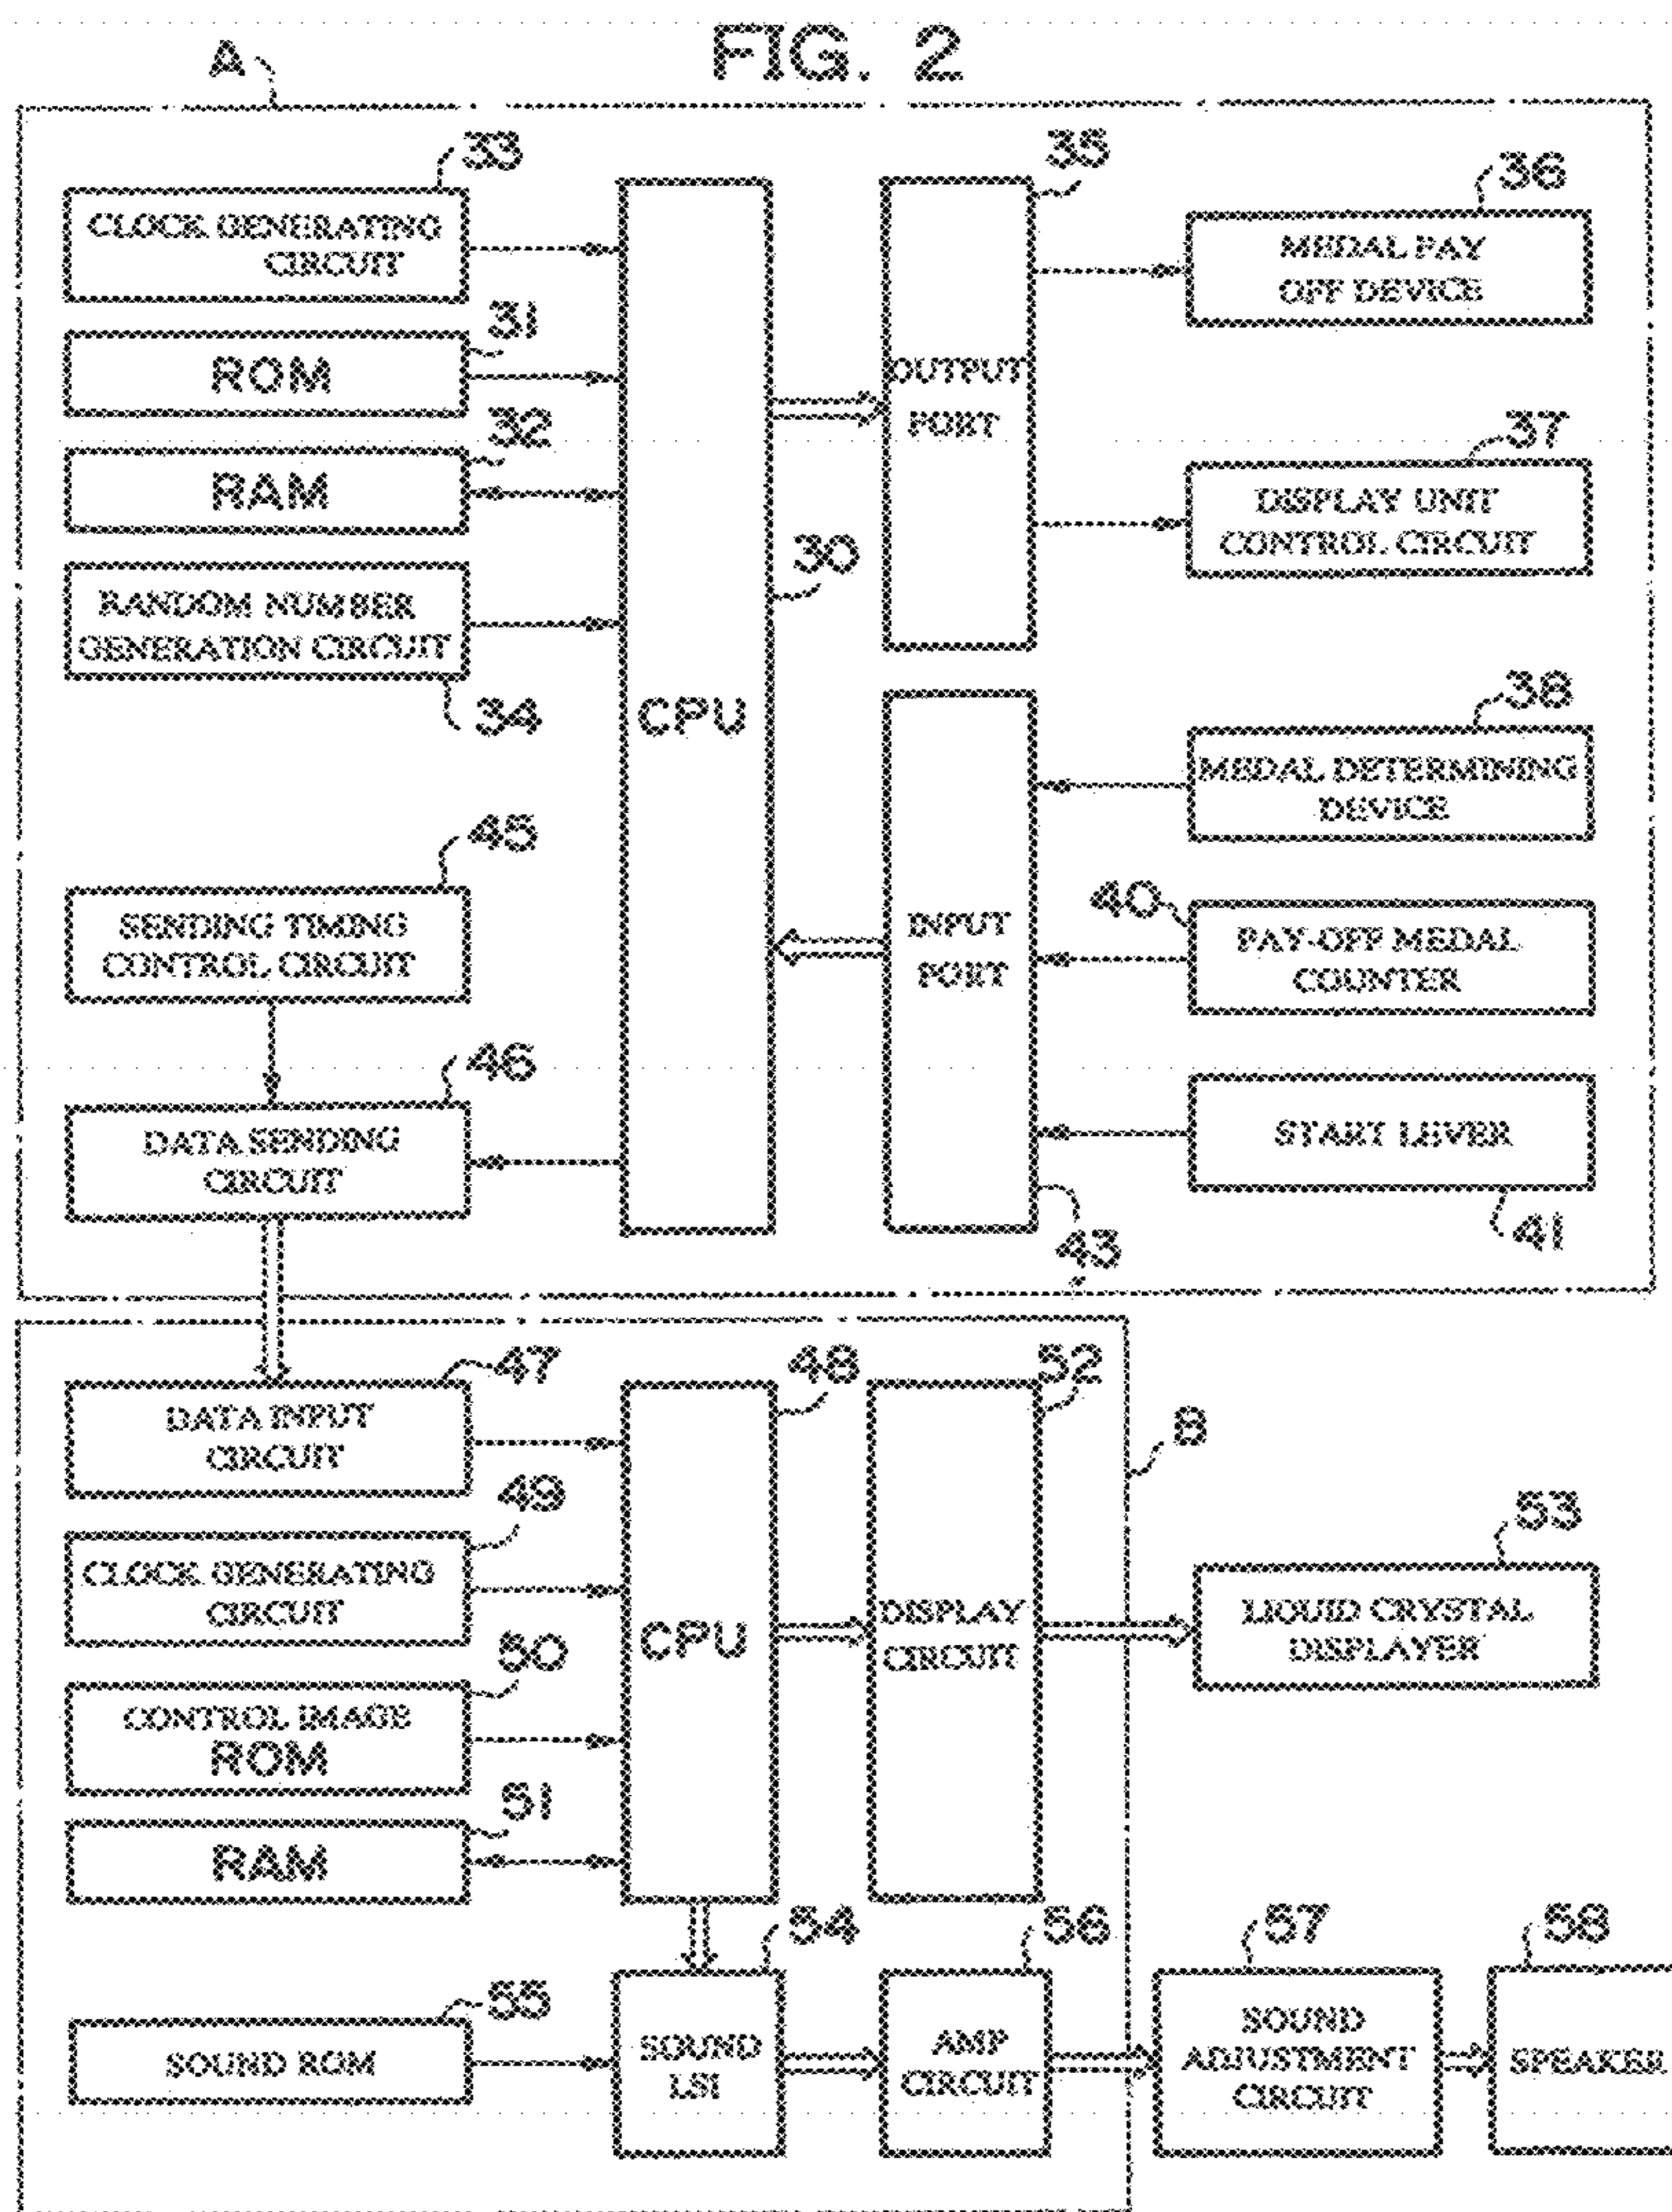 FIG. 2
A
33
CLOCK GENERATING
CIRCUIT
31
ROM
32
RAM
RANDOM NUMBER
GENERATION CIRCUIT
34
CPU
30
35
OUTPUT
PORT
36
MEDAL PAY
OFF DEVICE
37
DISPLAY UNIT
CONTROL CIRCUIT
38
MEDAL DETERMINING
DEVICE
40
PAY-OFF MEDAL
COUNTER
INPUT
PORT
START LEVER
41
43
45
SENDING TIMING
CONTROL CIRCUIT
46
DATA SENDING
CIRCUIT
47
DATA INPUT
CIRCUIT
49
CLOCK GENERATING
CIRCUIT
50
CONTROL IMAGE
ROM
51
RAM
48
CPU
52
DISPLAY
CIRCUIT
8
53
LIQUID CRYSTAL
DISPLAYER
55
SOUND ROM
54
SOUND
LSI
56
AMP
CIRCUIT
57
SOUND
ADJUSTMENT
CIRCUIT
58
SPEAKER